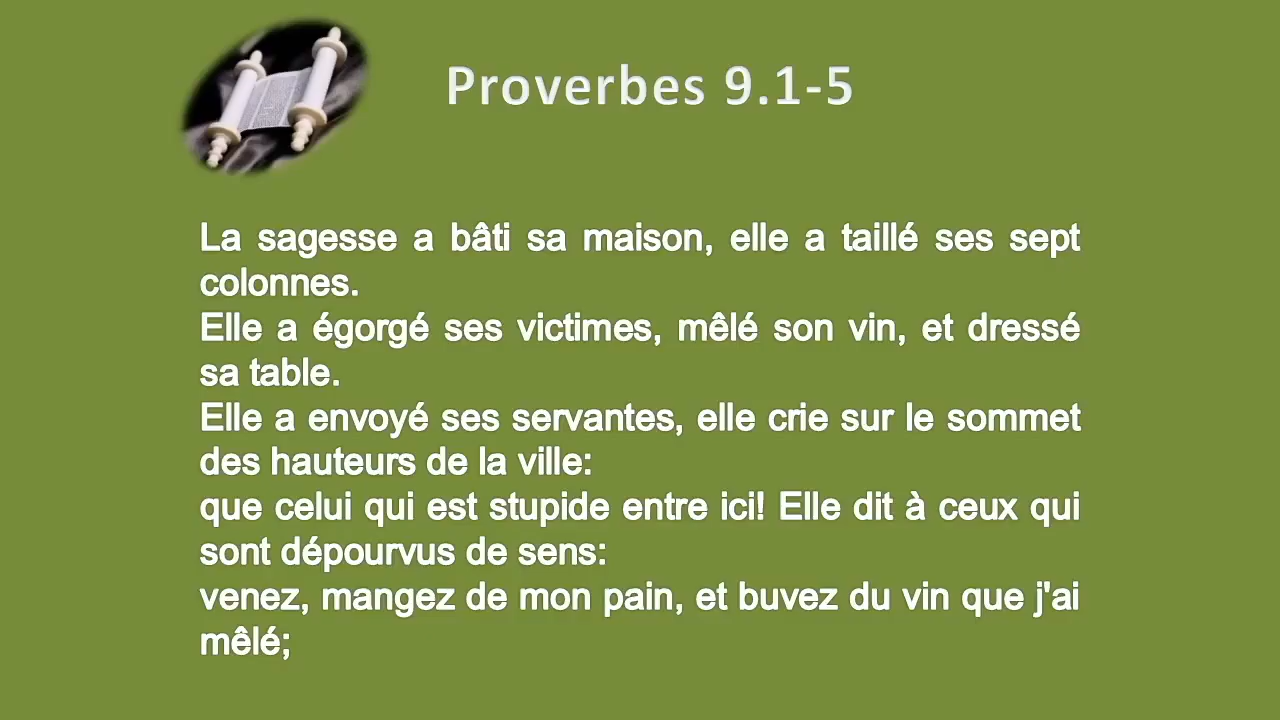 Proverbes 9.1-5
La sagesse a bâti sa maison, elle a taillé ses sept
colonnes.
Elle a égorgé ses victimes, mêlé son vin, et dressé
sa table.
Elle a envoyé ses servantes, elle crie sur le sommet
des hauteurs de la ville:
que celui qui est stupide entre ici! Elle dit à ceux qui
sont dépourvus de sens:
venez, mangez de mon pain, et buvez du vin que j'ai
mêlé;